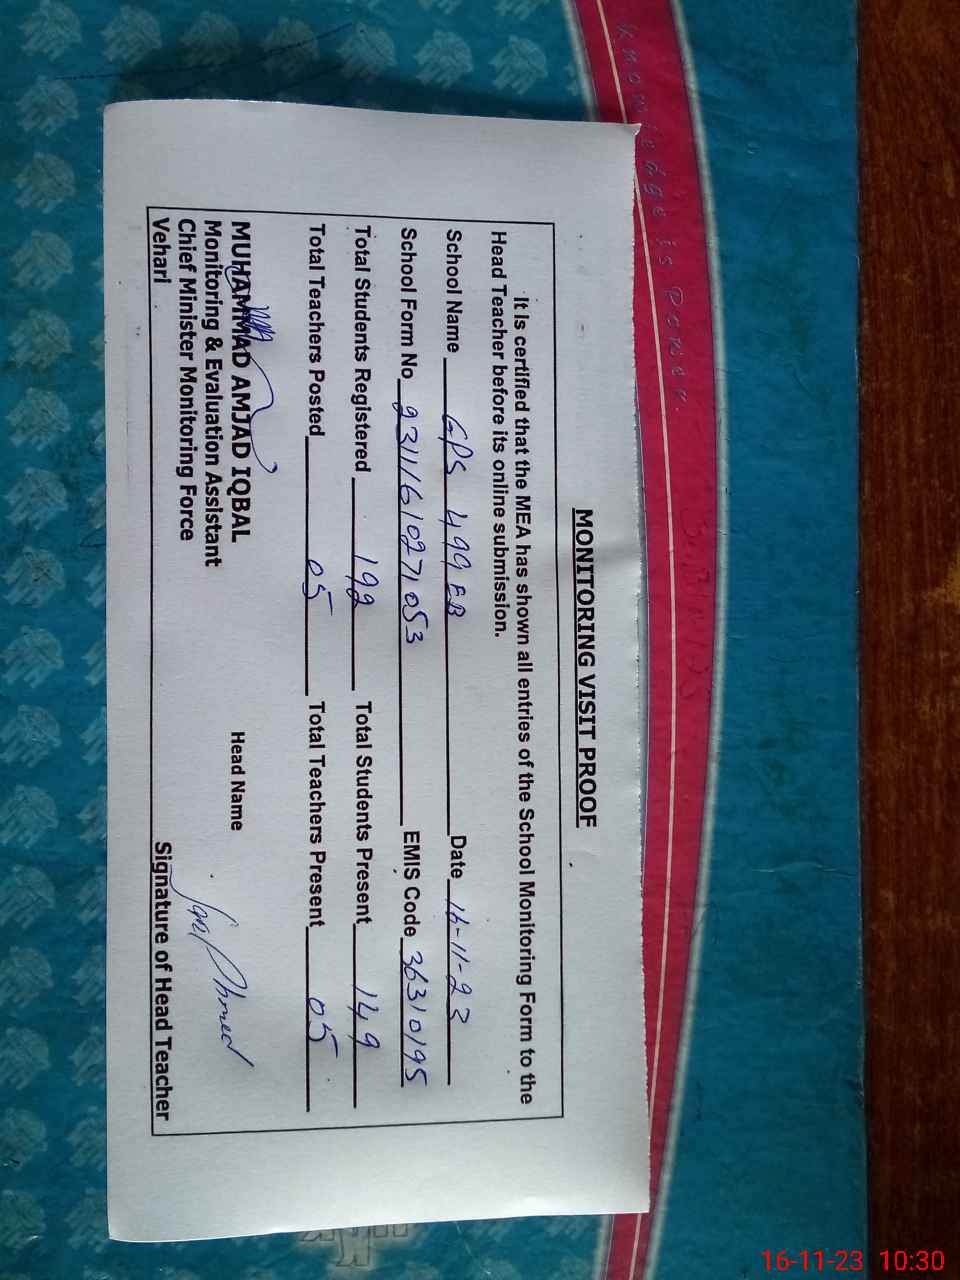 Knowledge is Power.
MONITORING VISIT PROOF
It is certified that the MEA has shown all entries of the School Monitoring Form to the
Head Teacher before its online submission.
School Name GPS 499 EB Date 16-11-23
School Form No 23111610271053 EMIS Code 36310195
Total Students Registered 192 Total Students Present 149
Total Teachers Posted 05 Total Teachers Present 05
MUHAMMAD AMJAD IQBAL
Monitoring & Evaluation Assistant
Chief Minister Monitoring Force
Vehari
Head Name
Signature of Head Teacher
16-11-23 10:30